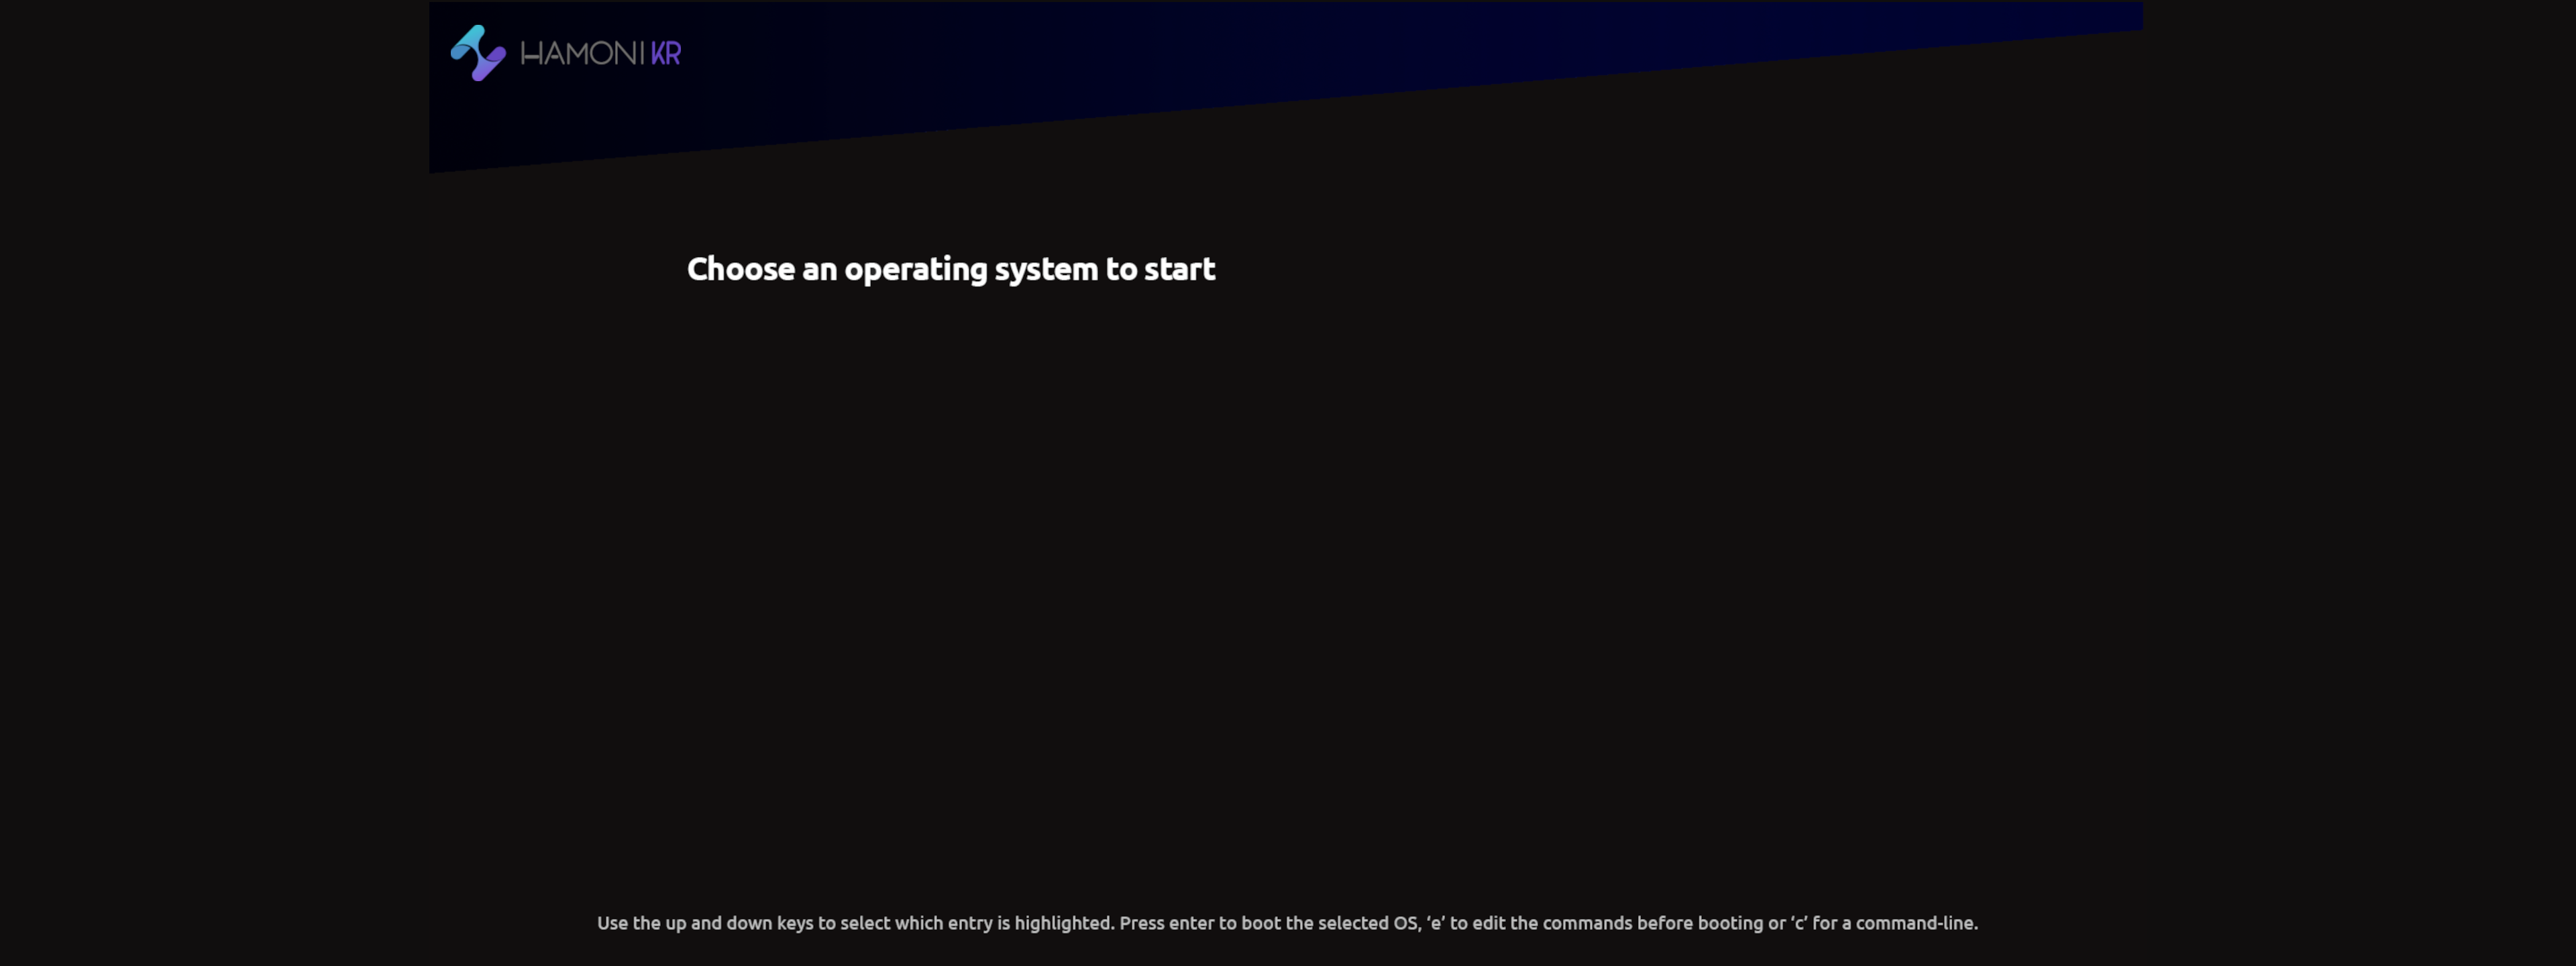 HAMONIKR
Choose an operating system to start
Use the up and down keys to select which entry is highlighted. Press enter to boot the selected OS, ‘e’ to edit the commands before booting or ‘c’ for a command-line.